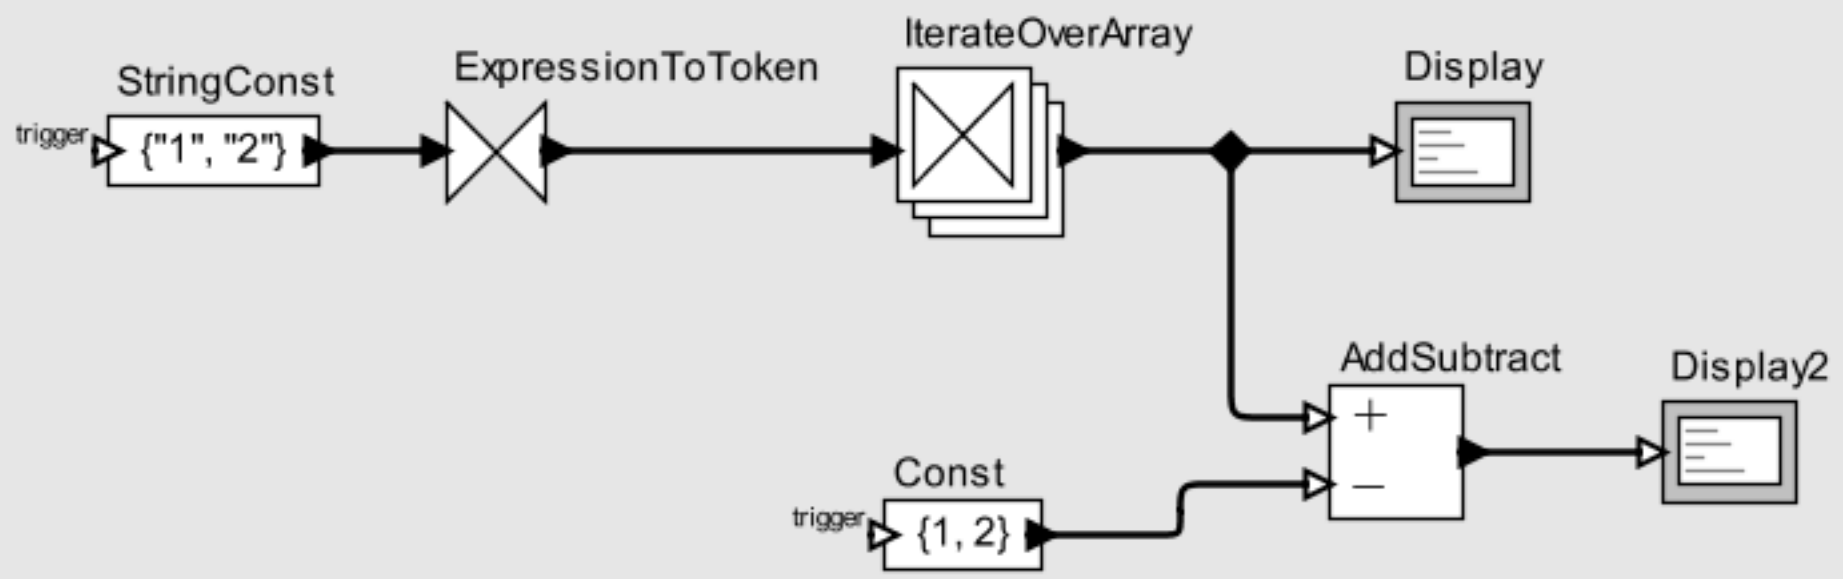 IterateOverArray
ExpressionToToken
Display
StringConst
trigger
{"1", "2"}
AddSubtract
Display2
+
Const
–
trigger
{1, 2}